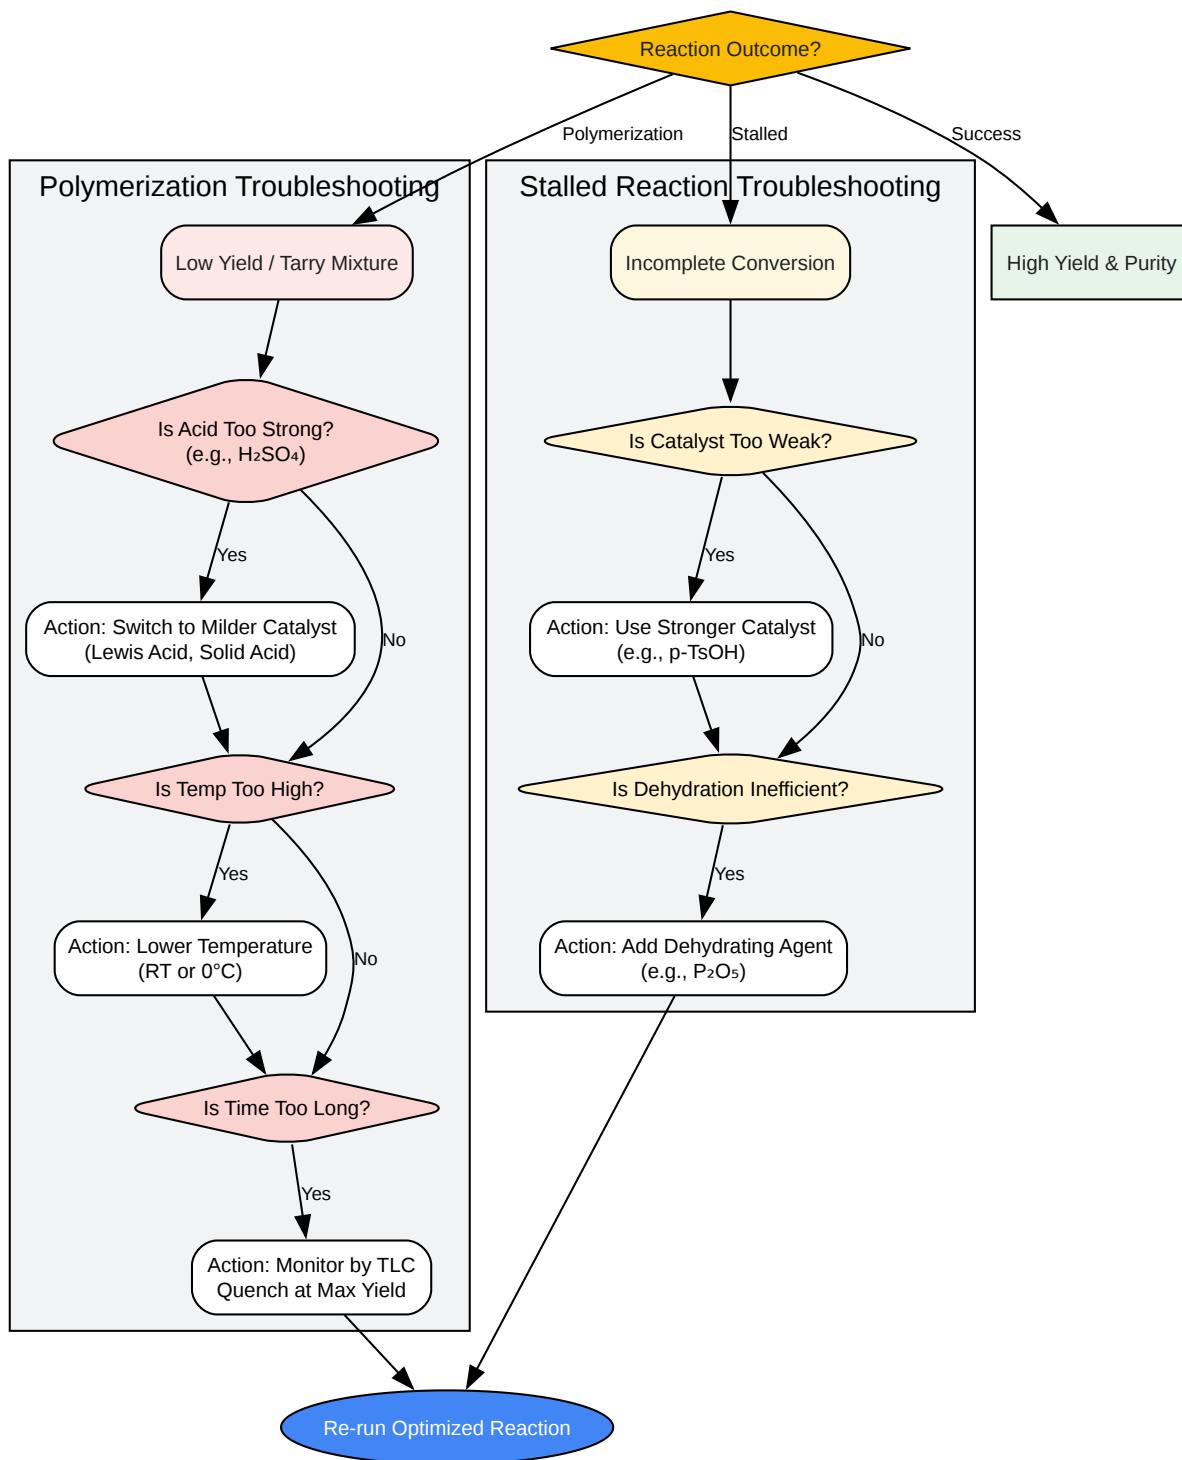 Reaction Outcome?
Polymerization
Stalled
Success
Polymerization Troubleshooting
Stalled Reaction Troubleshooting
Low Yield / Tarry Mixture
Incomplete Conversion
High Yield & Purity
Is Acid Too Strong?
(e.g., H₂SO₄)
Is Catalyst Too Weak?
Yes
Yes
Action: Switch to Milder Catalyst
(Lewis Acid, Solid Acid)
No
Action: Use Stronger Catalyst
(e.g., p-TsOH)
No
Is Temp Too High?
Is Dehydration Inefficient?
Yes
Yes
Action: Lower Temperature
(RT or 0°C)
No
Action: Add Dehydrating Agent
(e.g., P₂O₅)
Is Time Too Long?
Yes
Action: Monitor by TLC
Quench at Max Yield
Re-run Optimized Reaction